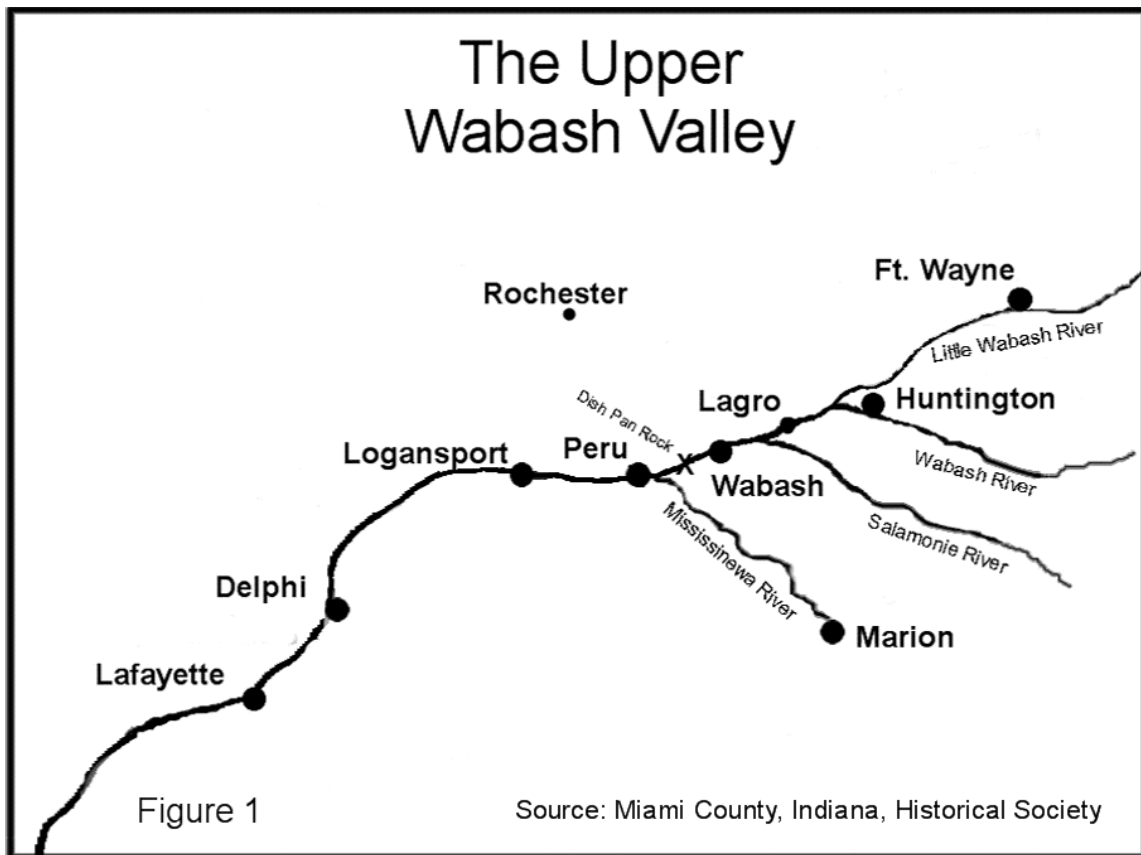 The Upper
Wabash Valley
Ft. Wayne
Rochester
Little Wabash River
Lagro
Huntington
Dish Pan Rock
Logansport
Peru
X
Wabash
Wabash River
Salamonie River
Mississinewa River
Delphi
Marion
Lafayette
Figure 1
Source: Miami County, Indiana, Historical Society